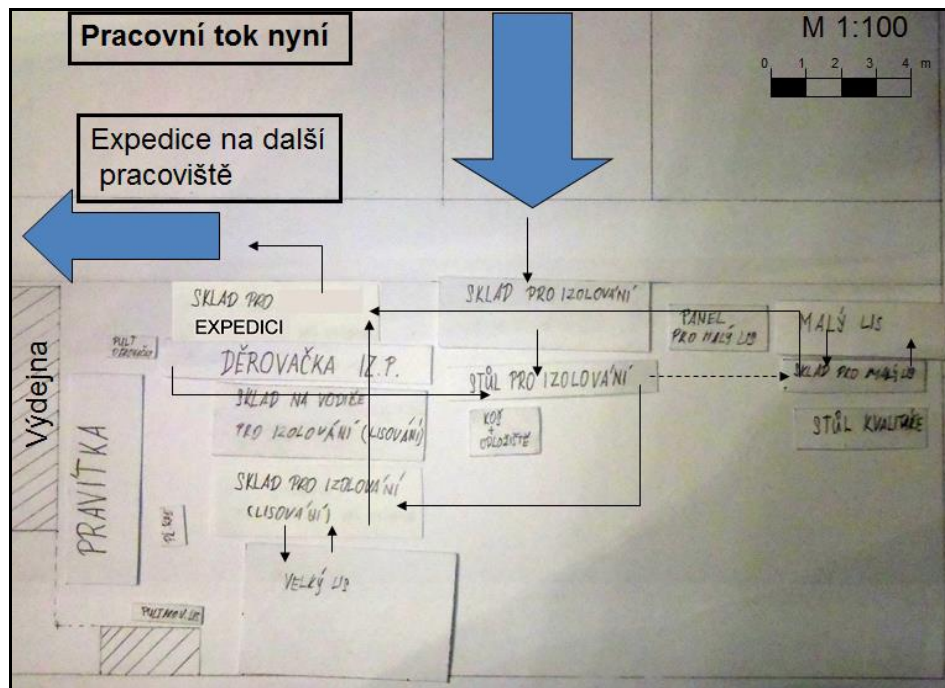 Pracovní tok nyní
M 1:100
0 1 2 3 4 m
Expedice na další
pracoviště
SKLAD PRO
EXPEDICI
SKLAD PRO IZOLOVÁNÍ
PANEL
PRO MALÝ LIS
MALÝ LIS
PULT
DĚROVAČKA IZ.P.
STŮL PRO IZOLOVÁNÍ
SKLAD PRO MALÝ LIS
Výdejna
PRAVÍTKA
SKLAD NA VODIČE
PRO IZOLOVÁNÍ (LISOVÁNÍ)
KOŠ
+
ODLOŽIŠTĚ
STŮL KVALITÁŘE
SKLAD PRO IZOLOVÁNÍ
(LISOVÁNÍ)
VELKÝ LIS